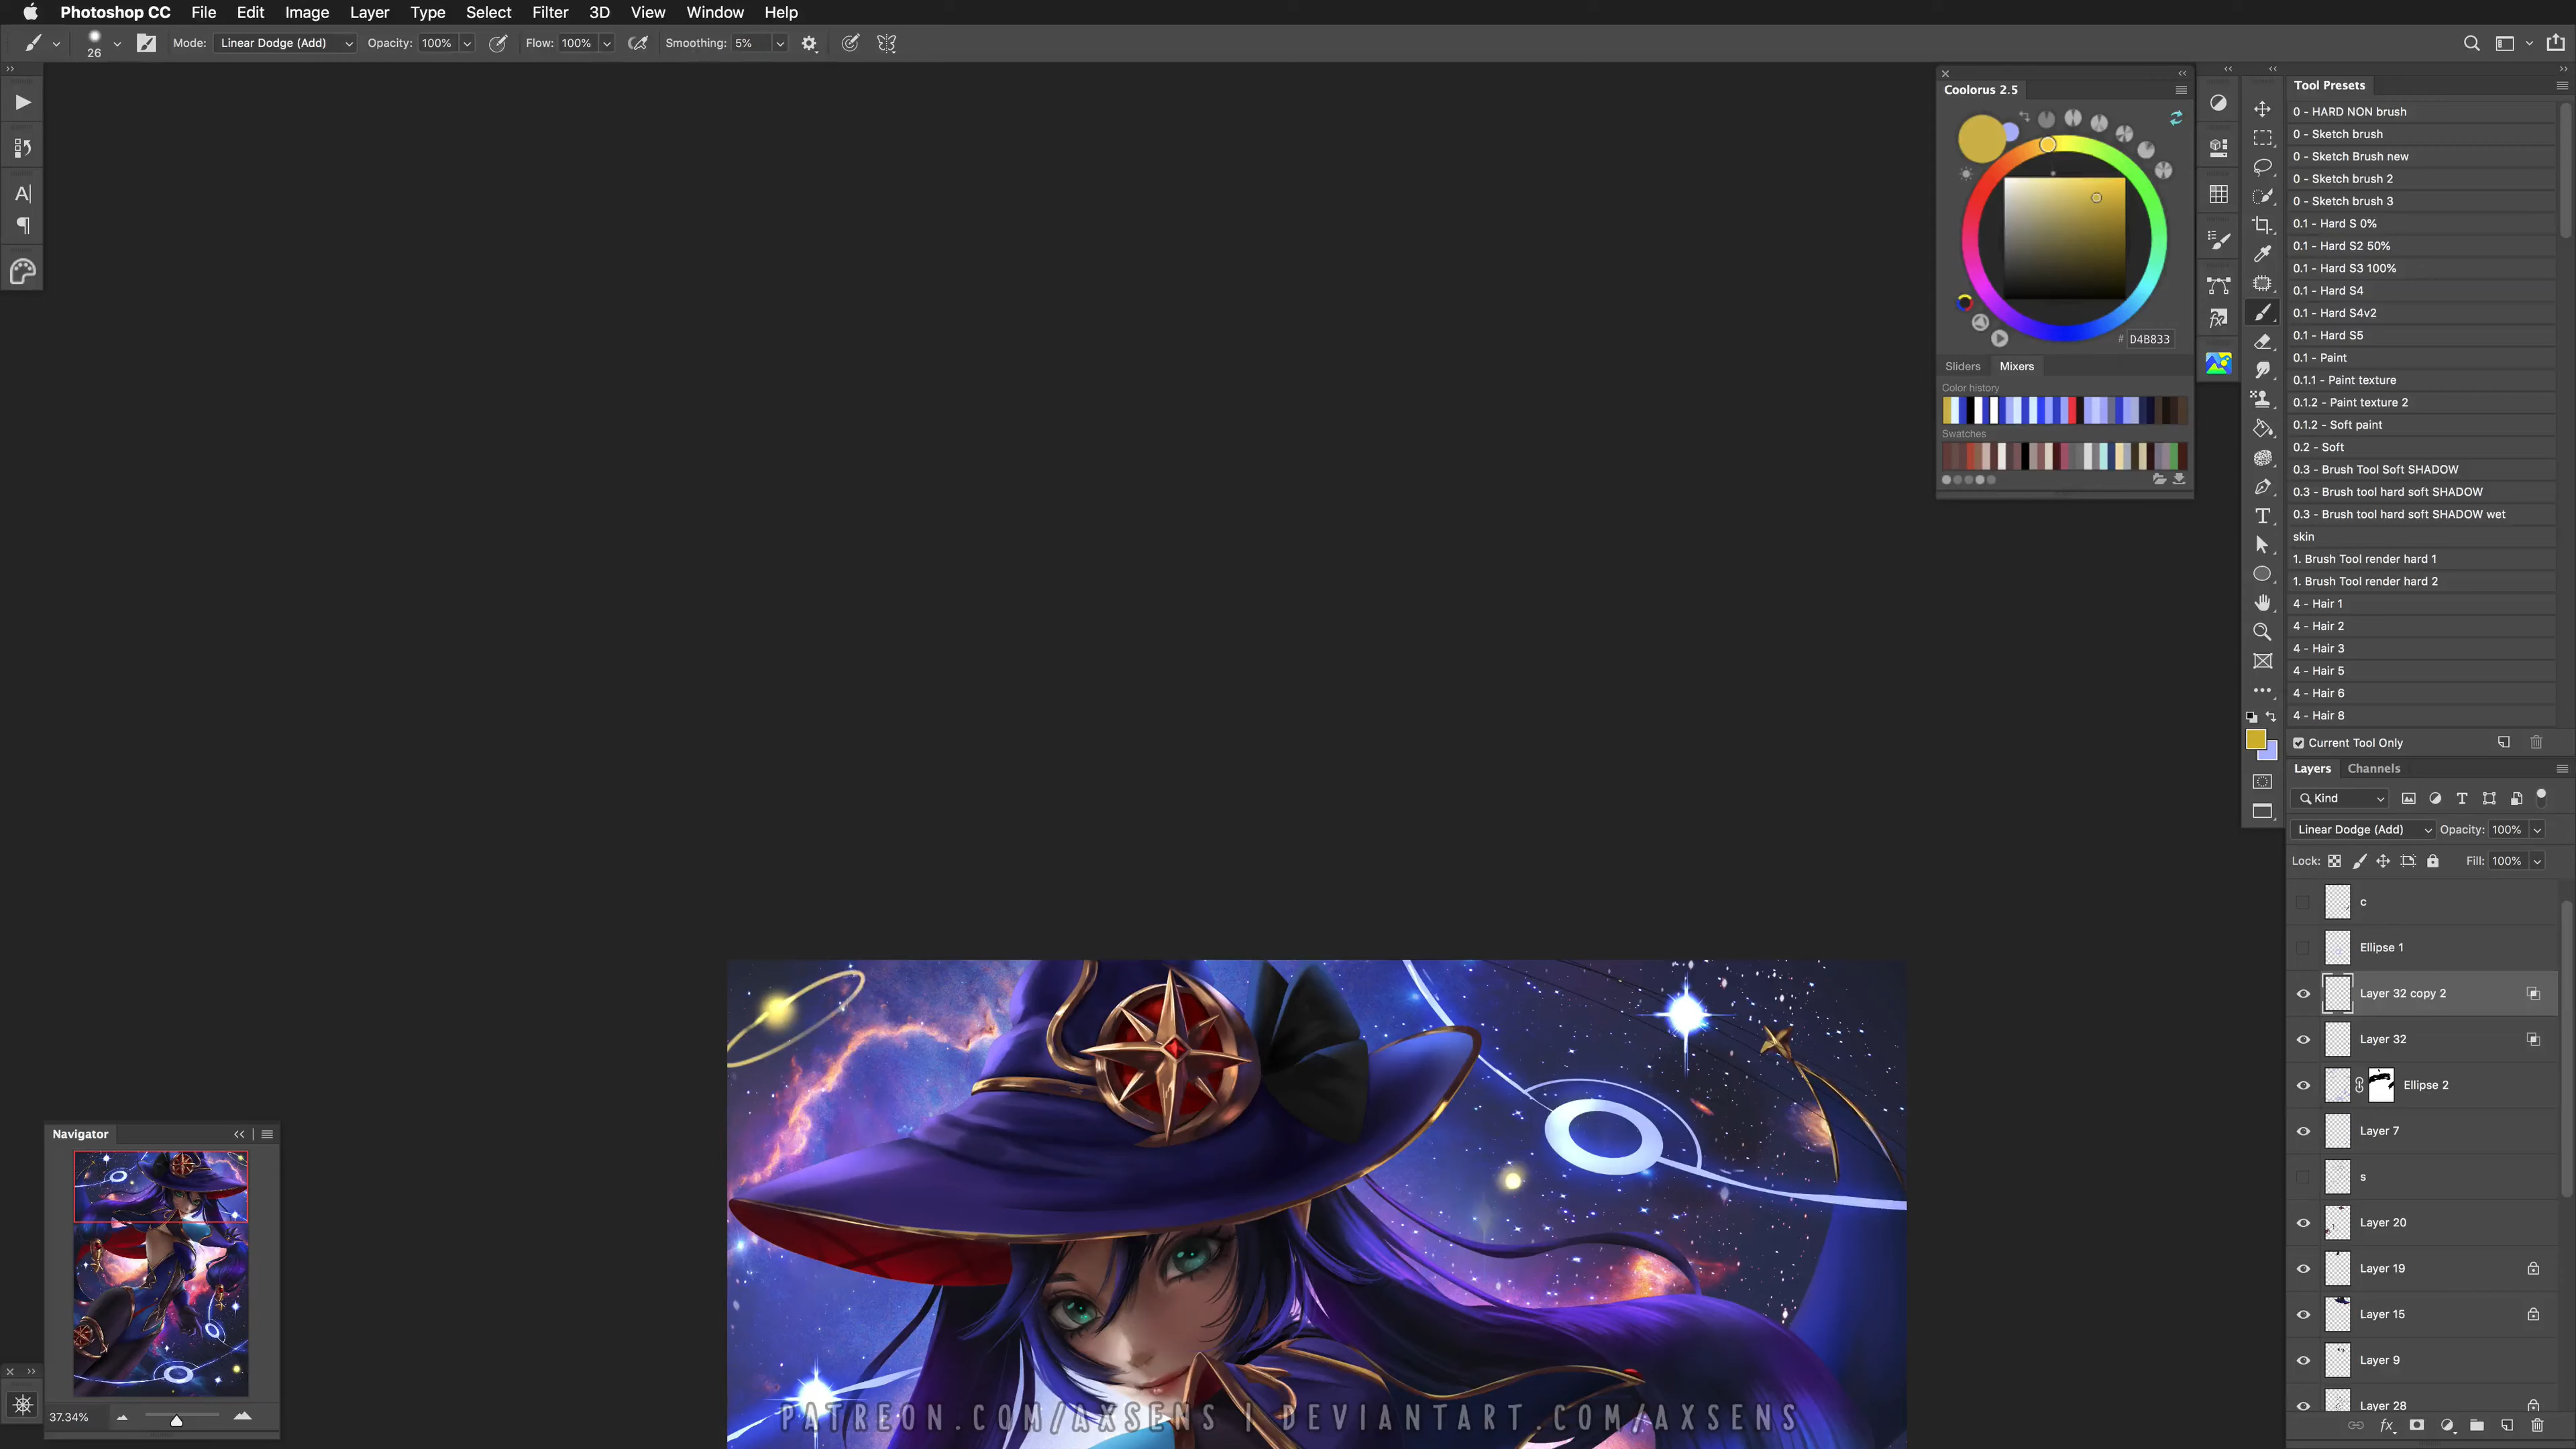 Photoshop CC File Edit Image Layer Type Select Filter 3D View Window Help
26 Mode: Linear Dodge (Add) Opacity: 100% Flow: 100% Smoothing: 5%
Coolorus 2.5
# D4B833
Sliders Mixers
Color history
Swatches
Tool Presets
0 - HARD NON brush
0 - Sketch brush
0 - Sketch Brush new
0 - Sketch brush 2
0 - Sketch brush 3
0.1 - Hard S 0%
0.1 - Hard S2 50%
0.1 - Hard S3 100%
0.1 - Hard S4
0.1 - Hard S4v2
0.1 - Hard S5
0.1 - Paint
0.1.1 - Paint texture
0.1.2 - Paint texture 2
0.1.2 - Soft paint
0.2 - Soft
0.3 - Brush Tool Soft SHADOW
0.3 - Brush tool hard soft SHADOW
0.3 - Brush tool hard soft SHADOW wet
skin
1. Brush Tool render hard 1
1. Brush Tool render hard 2
4 - Hair 1
4 - Hair 2
4 - Hair 3
4 - Hair 5
4 - Hair 6
4 - Hair 8
Current Tool Only
Layers Channels
Kind
Linear Dodge (Add) Opacity: 100%
Lock: Fill: 100%
c
Ellipse 1
Layer 32 copy 2
Layer 32
Ellipse 2
Layer 7
s
Layer 20
Layer 19
Layer 15
Layer 9
Layer 28
fx
Navigator
37.34%
PATREON.COM/AXSENS | DEVIANTART.COM/AXSENS